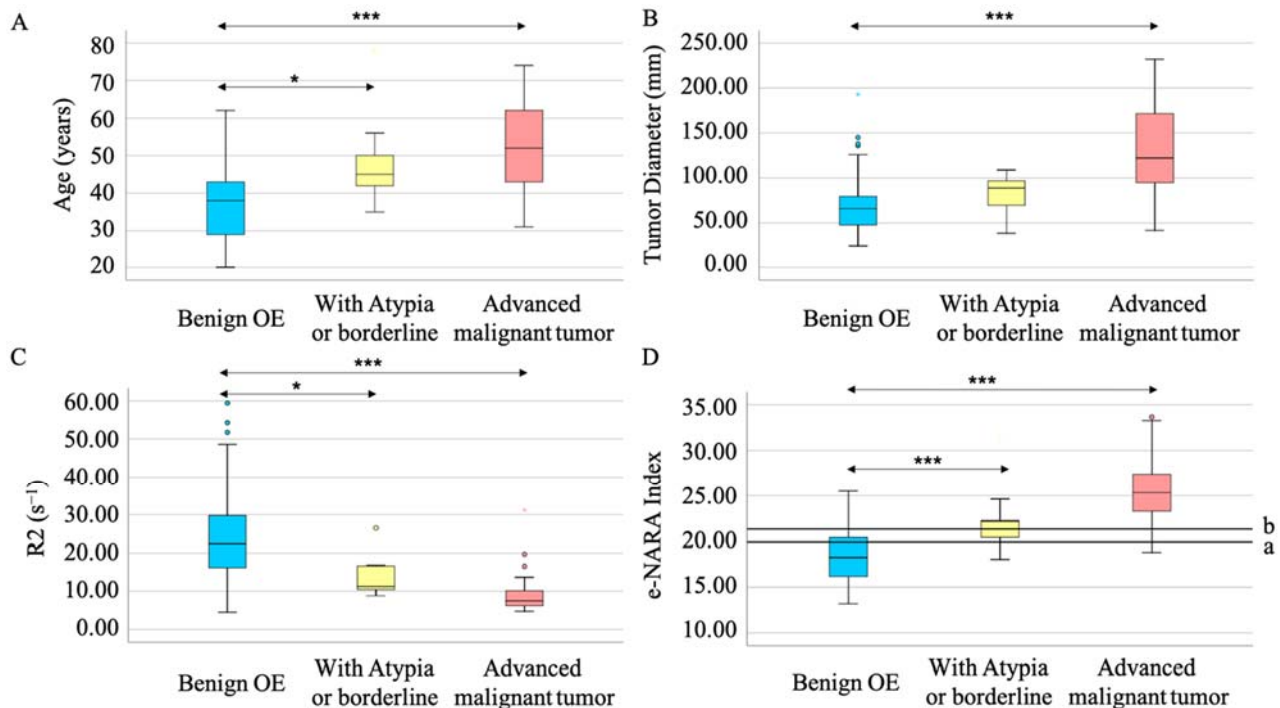 A
***
*
80
70
60
50
40
30
20
Age (years)
Benign OE
With Atypia
or borderline
Advanced
malignant tumor
B
***
250.00
200.00
150.00
100.00
50.00
0.00
Tumor Diameter (mm)
Benign OE
With Atypia
or borderline
Advanced
malignant tumor
C
***
*
60.00
50.00
40.00
30.00
20.00
10.00
0.00
R2 (s⁻¹)
Benign OE
With Atypia
or borderline
Advanced
malignant tumor
D
***
***
35.00
30.00
25.00
20.00
15.00
10.00
e-NARA Index
b
a
Benign OE
With Atypia
or borderline
Advanced
malignant tumor